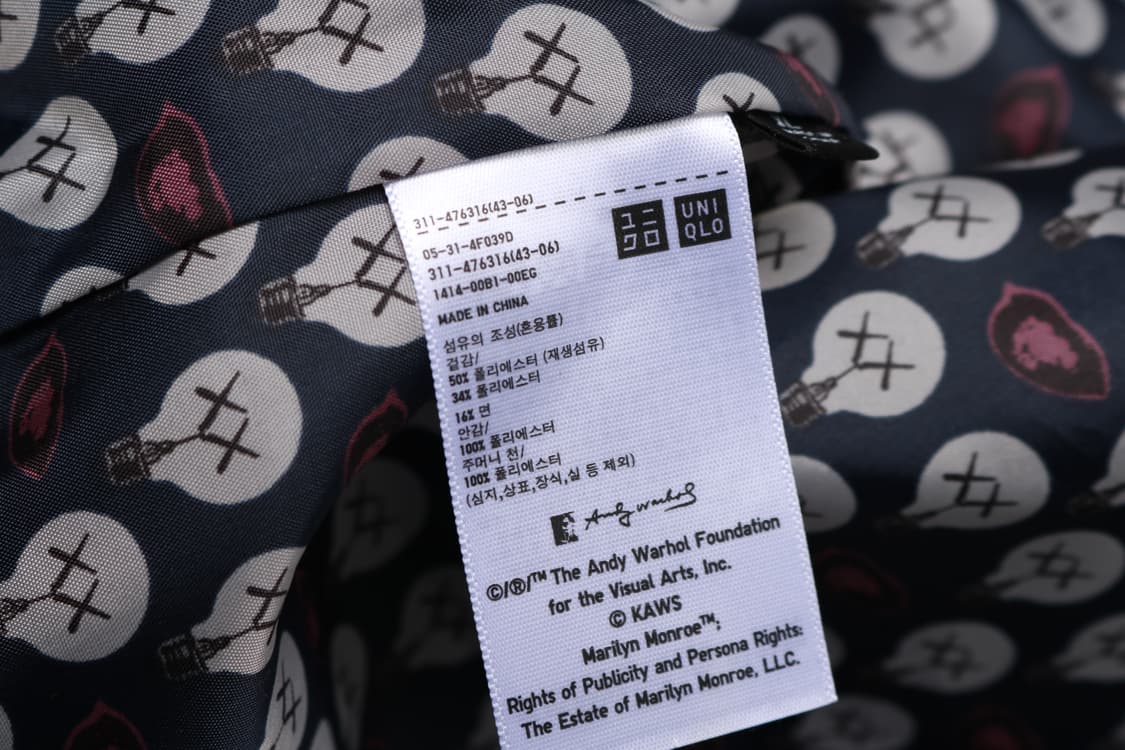 311-476316(43-06)
05-31-4F039D
311-476316(43-06)
1414-00B1-00EG
MADE IN CHINA
ユニ
クロ
UNI
QLO
섬유의 조성(혼용률)
겉감/
50% 폴리에스터 (재생섬유)
34% 폴리에스터
16% 면
안감/
100% 폴리에스터
주머니 천/
100% 폴리에스터
(심지,상표,장식,실 등 제외)
Andy Warhol
©/®/™ The Andy Warhol Foundation
for the Visual Arts, Inc.
© KAWS
Marilyn Monroe™;
Rights of Publicity and Persona Rights:
The Estate of Marilyn Monroe, LLC.